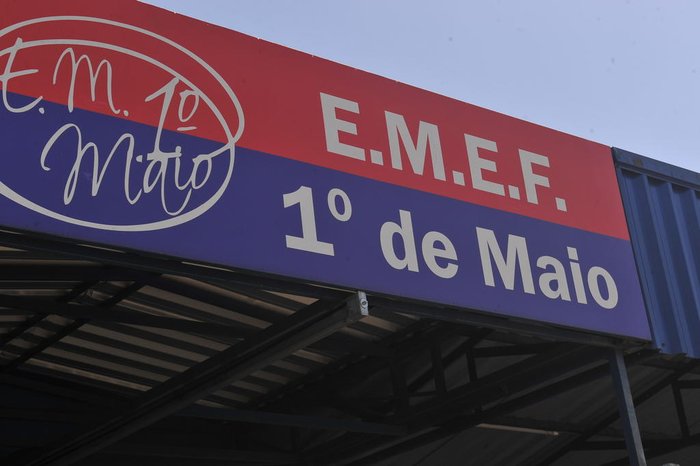 E. M. 1º
Maio
E.M.E.F.
1º de Maio